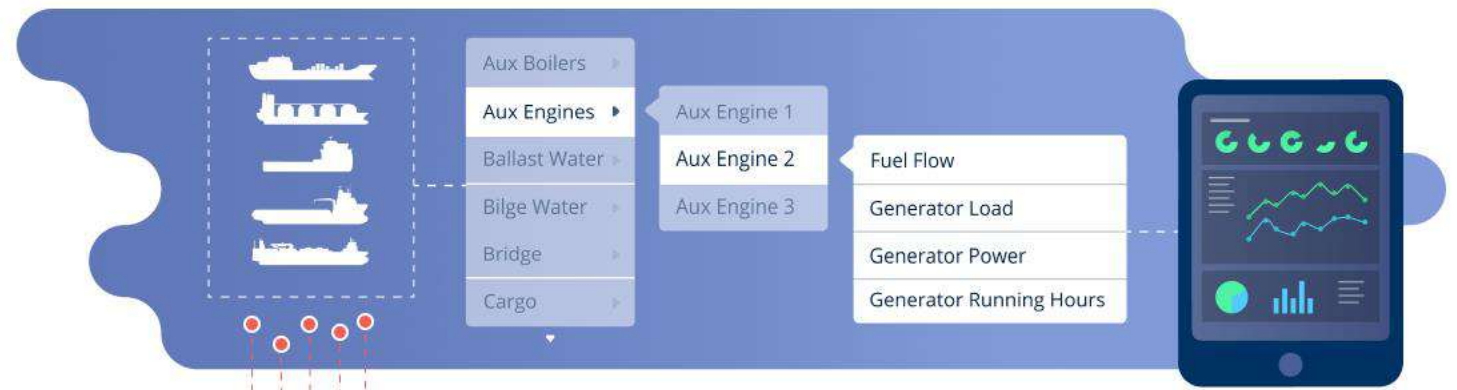 Aux Boilers
Aux Engines
Ballast Water
Bilge Water
Bridge
Cargo
Aux Engine 1
Aux Engine 2
Aux Engine 3
Fuel Flow
Generator Load
Generator Power
Generator Running Hours